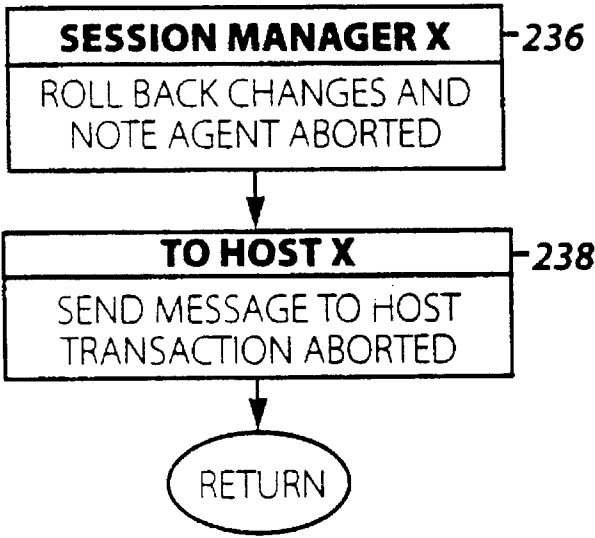 SESSION MANAGER X
236
ROLL BACK CHANGES AND
NOTE AGENT ABORTED
TO HOST X
238
SEND MESSAGE TO HOST
TRANSACTION ABORTED
RETURN